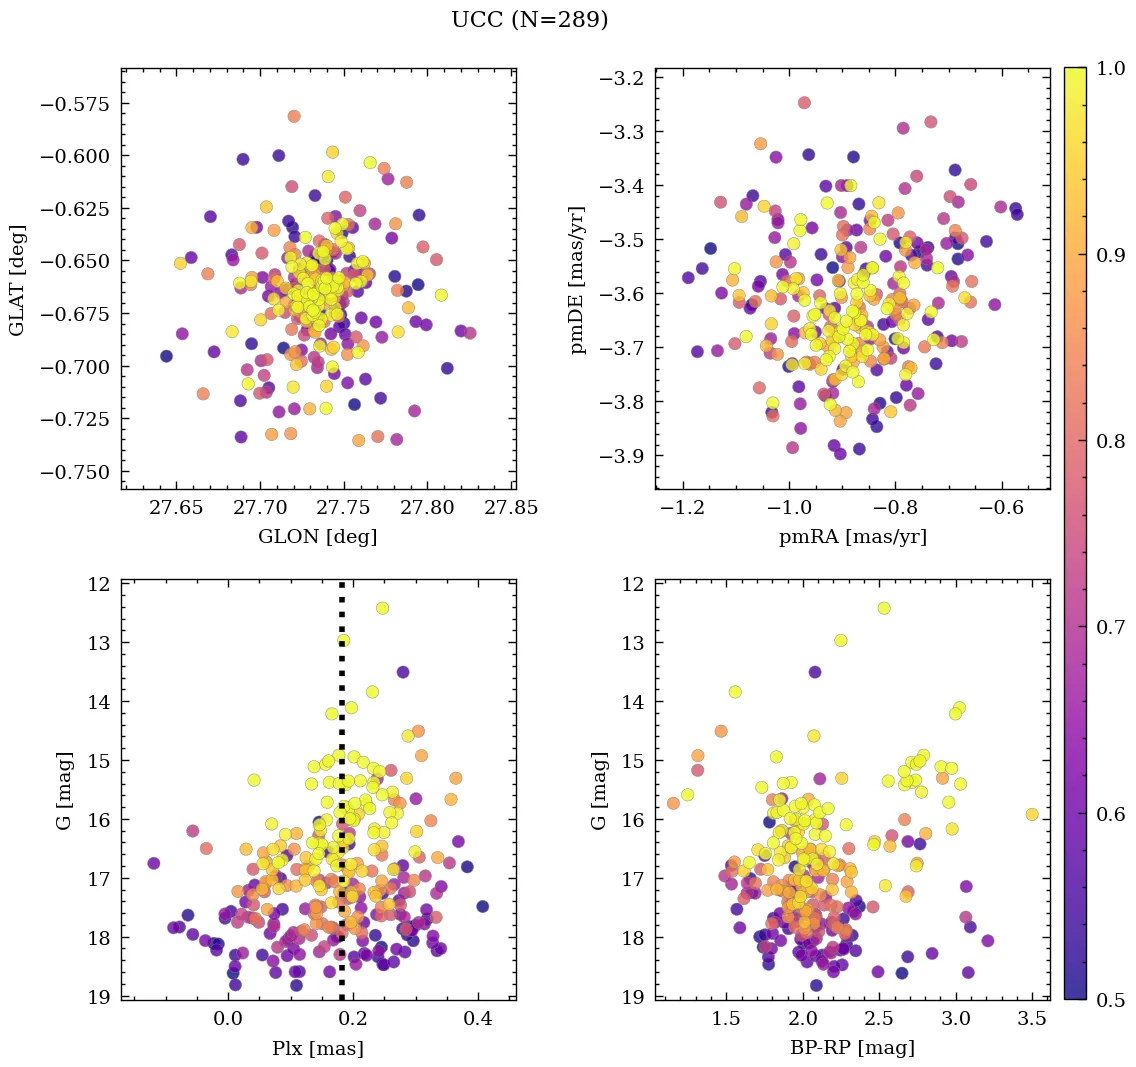 UCC (N=289)
−0.575
−0.600
−0.625
−0.650
−0.675
−0.700
−0.725
−0.750
GLAT [deg]
27.65 27.70 27.75 27.80 27.85
GLON [deg]
−3.2
−3.3
−3.4
−3.5
−3.6
−3.7
−3.8
−3.9
pmDE [mas/yr]
−1.2 −1.0 −0.8 −0.6
pmRA [mas/yr]
12
13
14
15
16
17
18
19
G [mag]
0.0 0.2 0.4
Plx [mas]
12
13
14
15
16
17
18
19
G [mag]
1.5 2.0 2.5 3.0 3.5
BP-RP [mag]
1.0
0.9
0.8
0.7
0.6
0.5